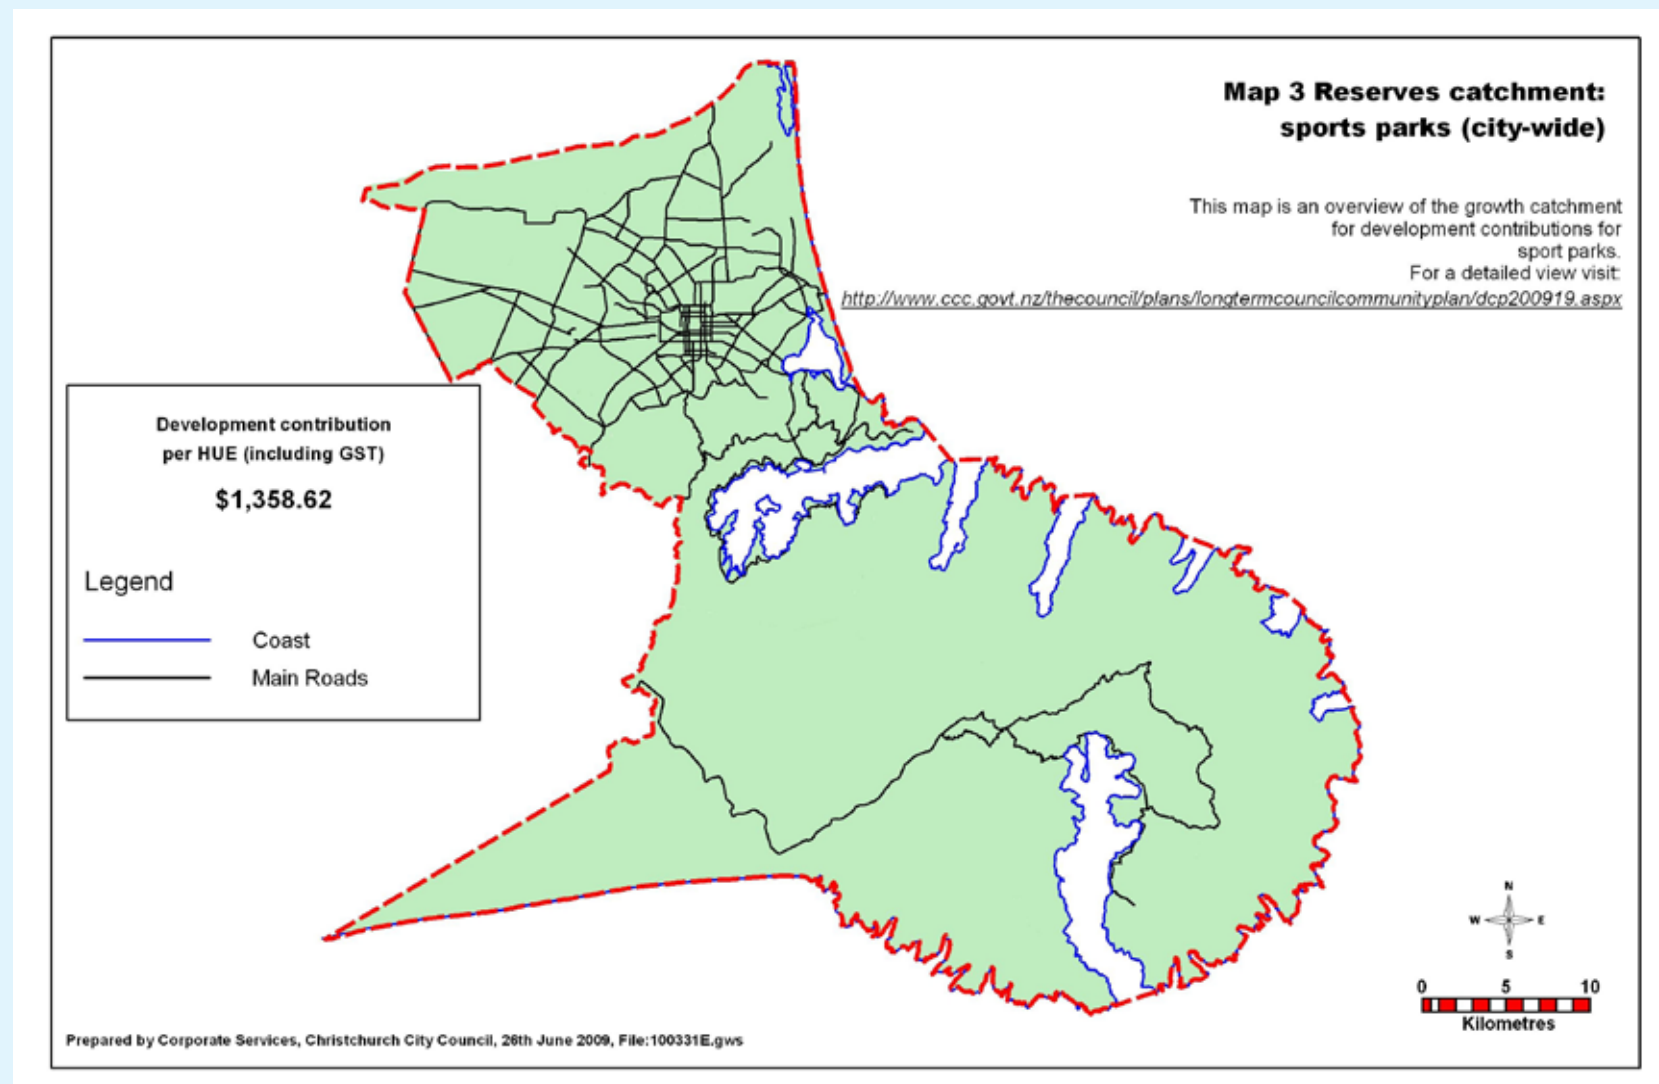 Map 3 Reserves catchment:
sports parks (city-wide)
This map is an overview of the growth catchment
for development contributions for
sport parks.
For a detailed view visit:
http://www.ccc.govt.nz/thecouncil/plans/longtermcouncilcommunityplan/dcp200919.aspx
Development contribution
per HUE (including GST)
$1,358.62
Legend
Coast
Main Roads
N
W E
S
0 5 10
Kilometres
Prepared by Corporate Services, Christchurch City Council, 26th June 2009, File:100331E.gws